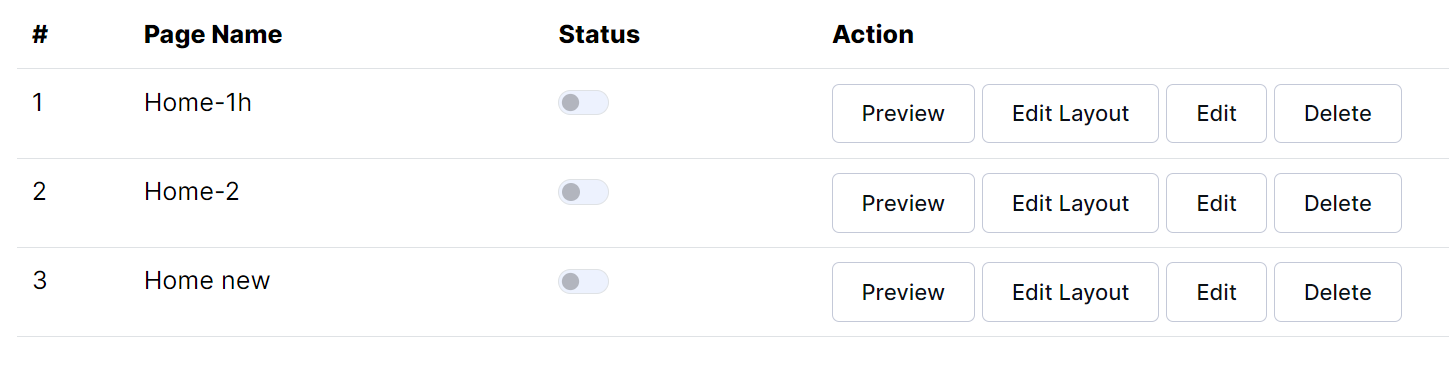 # Page Name Status Action
1 Home-1h Preview Edit Layout Edit Delete
2 Home-2 Preview Edit Layout Edit Delete
3 Home new Preview Edit Layout Edit Delete